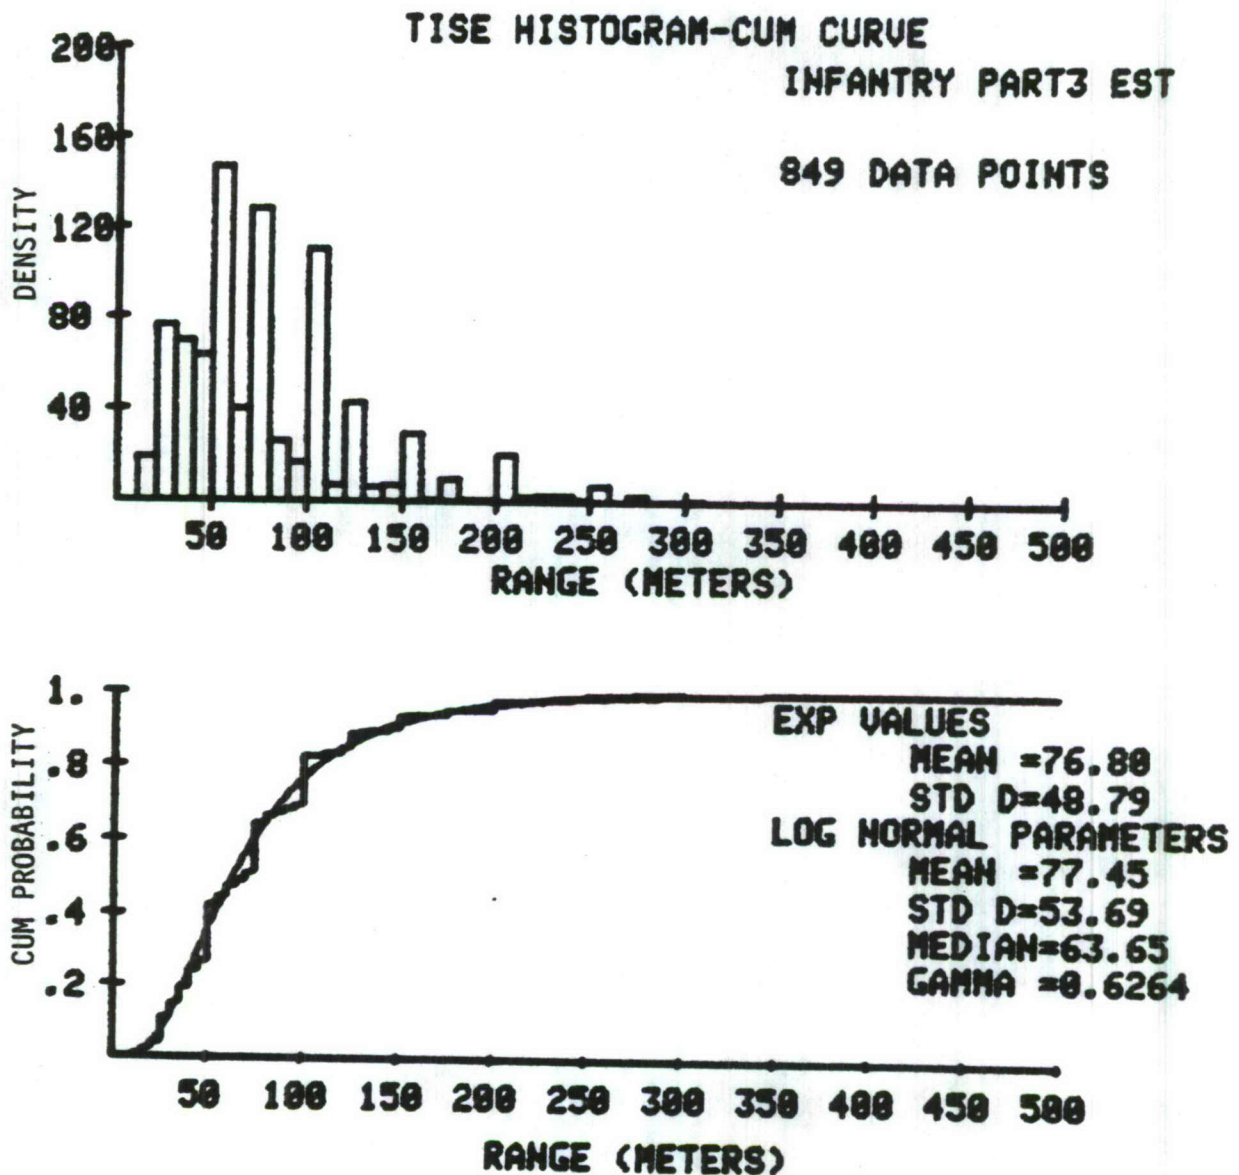 TISE HISTOGRAM-CUM CURVE
INFANTRY PART3 EST
849 DATA POINTS
200
160
120
80
40
DENSITY
50 100 150 200 250 300 350 400 450 500
RANGE (METERS)
1.
.8
.6
.4
.2
CUM PROBABILITY
EXP VALUES
MEAN =76.80
STD D=48.79
LOG NORMAL PARAMETERS
MEAN =77.45
STD D=53.69
MEDIAN=63.65
GAMMA =0.6264
50 100 150 200 250 300 350 400 450 500
RANGE (METERS)